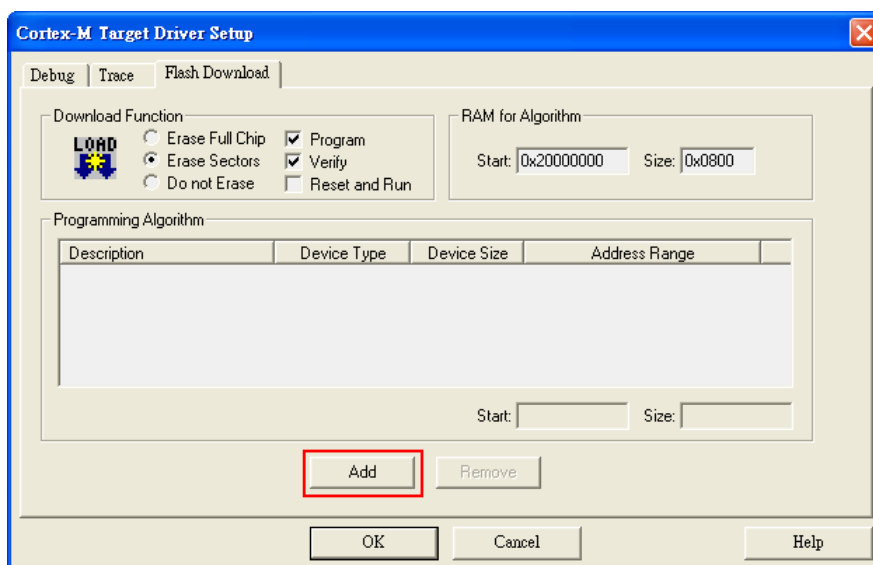 Cortex-M Target Driver Setup
Debug Trace Flash Download
Download Function
LOAD
Erase Full Chip Program
Erase Sectors Verify
Do not Erase Reset and Run
RAM for Algorithm
Start: 0x20000000 Size: 0x0800
Programming Algorithm
Description Device Type Device Size Address Range
Start: Size:
Add Remove
OK Cancel Help